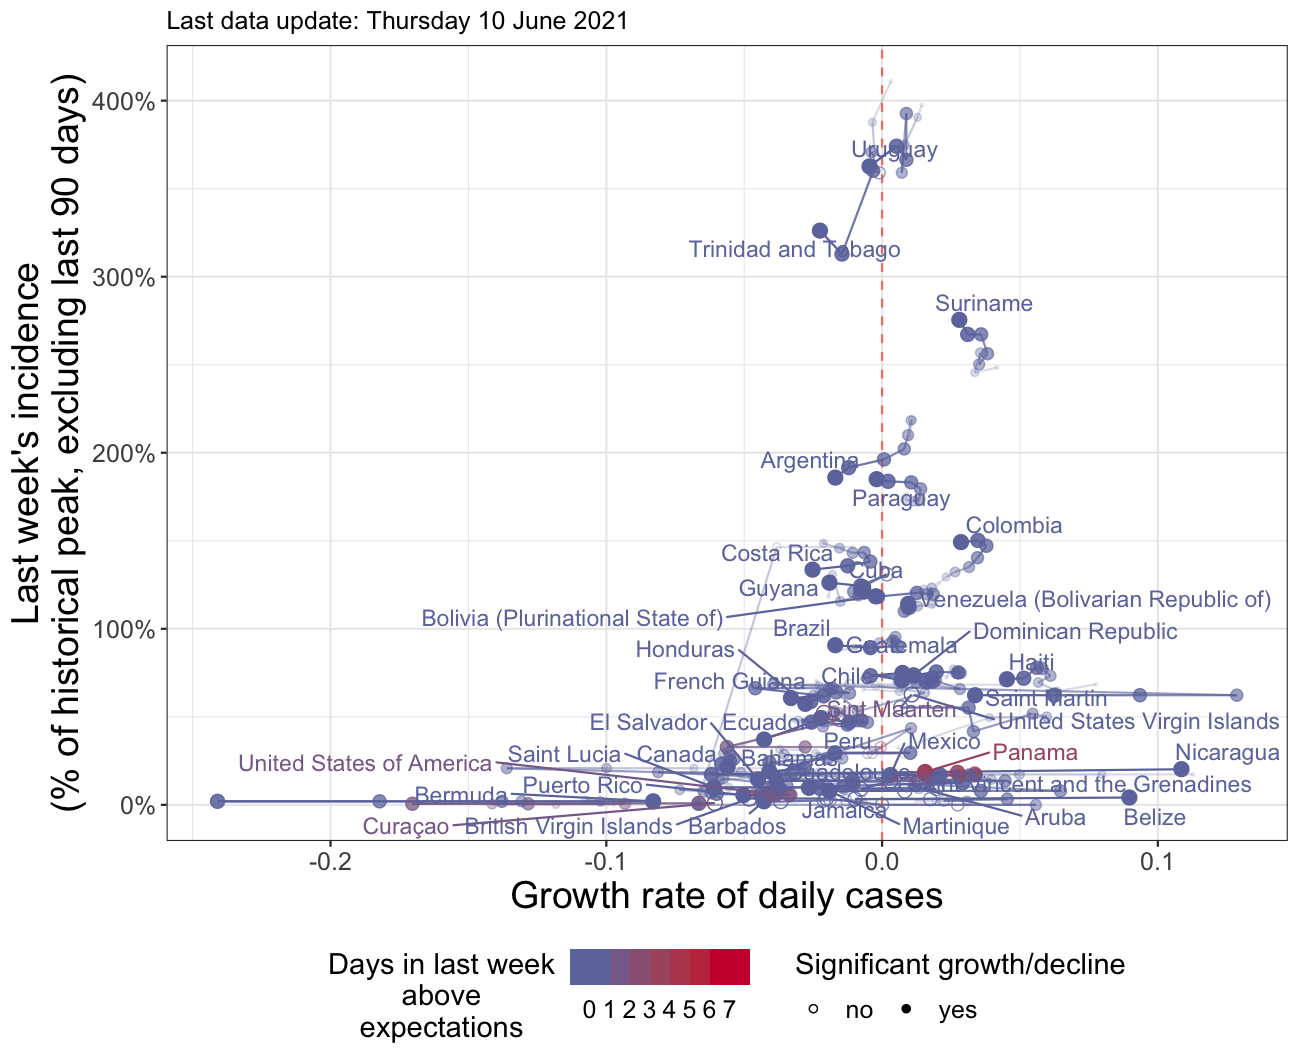 Last data update: Thursday 10 June 2021
Last week's incidence
(% of historical peak, excluding last 90 days)
400%
300%
200%
100%
0%
Uruguay
Trinidad and Tobago
Suriname
Argentina
Paraguay
Colombia
Costa Rica
Cuba
Guyana
Venezuela (Bolivarian Republic of)
Bolivia (Plurinational State of)
Brazil
Dominican Republic
Honduras
Guatemala
Haiti
French Guiana
Chile
Saint Martin
Sint Maarten
El Salvador
Ecuador
United States Virgin Islands
Peru
Mexico
Saint Lucia
Canada
Bahamas
Panama
Nicaragua
United States of America
Guadeloupe
Puerto Rico
Vincent and the Grenadines
Bermuda
Jamaica
Aruba
Belize
Curaçao
British Virgin Islands
Barbados
Martinique
-0.2
-0.1
0.0
0.1
Growth rate of daily cases
Days in last week
above
expectations
0 1 2 3 4 5 6 7
Significant growth/decline
no
yes